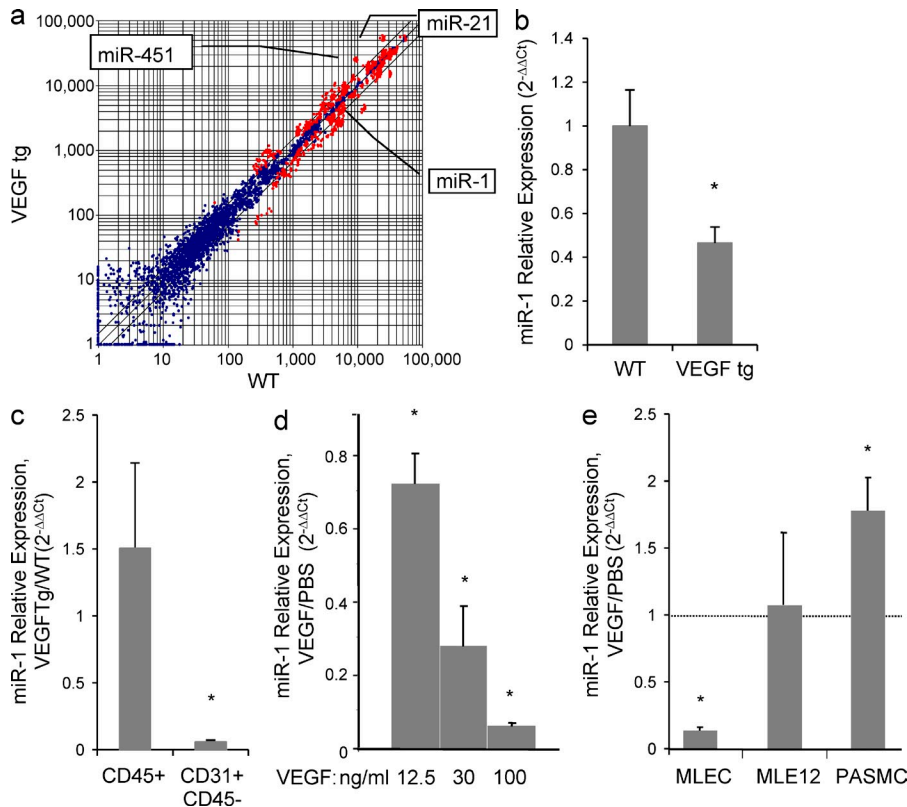 a
VEGF tg
100,000
10,000
1,000
100
10
1
1
10
100
1,000
10,000
100,000
WT
miR-21
miR-451
miR-1
b
miR-1 Relative Expression (2-ΔΔCt)
1.4
1.2
1
0.8
0.6
0.4
0.2
0
*
WT
VEGF tg
c
miR-1 Relative Expression,
VEGFTg/WT(2-ΔΔCt)
2.5
2
1.5
1
0.5
0
*
CD45+
CD31+
CD45-
d
miR-1 Relative Expression,
VEGF/PBS (2-ΔΔCt)
0.8
0.6
0.4
0.2
0
*
*
*
VEGF: ng/ml 12.5 30 100
e
miR-1 Relative Expression,
VEGF/PBS (2-ΔΔCt)
2.5
2
1.5
1
0.5
0
*
*
MLEC
MLE12
PASMC